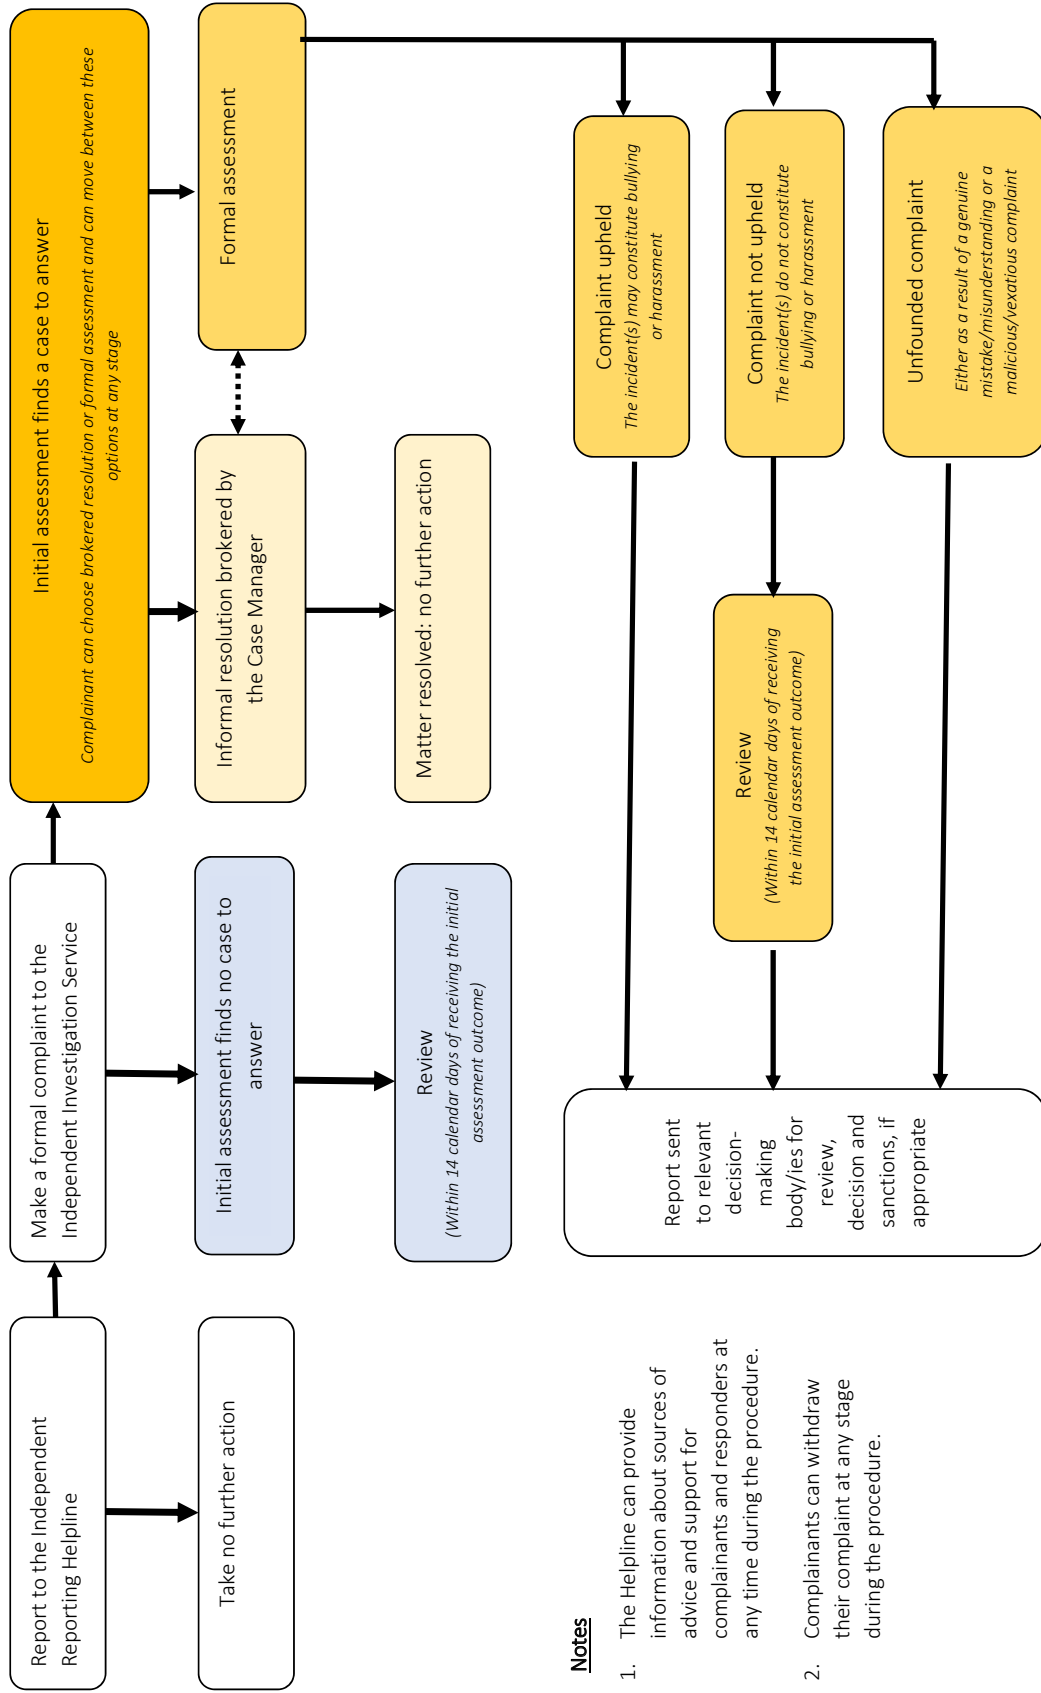 Report to the Independent
Reporting Helpline
Make a formal complaint to the
Independent Investigation Service
Initial assessment finds a case to answer
Complainant can choose brokered resolution or formal assessment and can move between these
options at any stage
Take no further action
Initial assessment finds no case to
answer
Informal resolution brokered by
the Case Manager
Formal assessment
Review
(Within 14 calendar days of receiving the initial
assessment outcome)
Matter resolved: no further action
Notes
1. The Helpline can provide
information about sources of
advice and support for
complainants and responders at
any time during the procedure.
2. Complainants can withdraw
their complaint at any stage
during the procedure.
Report sent
to relevant
decision-
making
body/ies for
review,
decision and
sanctions, if
appropriate
Review
(Within 14 calendar days of receiving
the initial assessment outcome)
Complaint upheld
The incident(s) may constitute bullying
or harassment
Complaint not upheld
The incident(s) do not constitute
bullying or harassment
Unfounded complaint
Either as a result of a genuine
mistake/misunderstanding or a
malicious/vexatious complaint